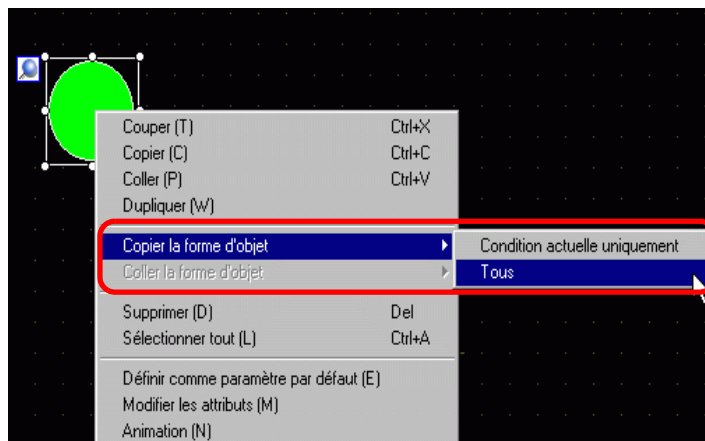 Couper (T) Ctrl+X
Copier (C) Ctrl+C
Coller (P) Ctrl+V
Dupliquer (W)
Copier la forme d'objet Condition actuelle uniquement
Coller la forme d'objet Tous
Supprimer (D) Del
Sélectionner tout (L) Ctrl+A
Définir comme paramètre par défaut (E)
Modifier les attributs (M)
Animation (N)